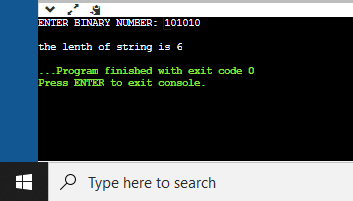 ENTER BINARY NUMBER: 101010
the lenth of string is 6
...Program finished with exit code 0
Press ENTER to exit console.
Type here to search